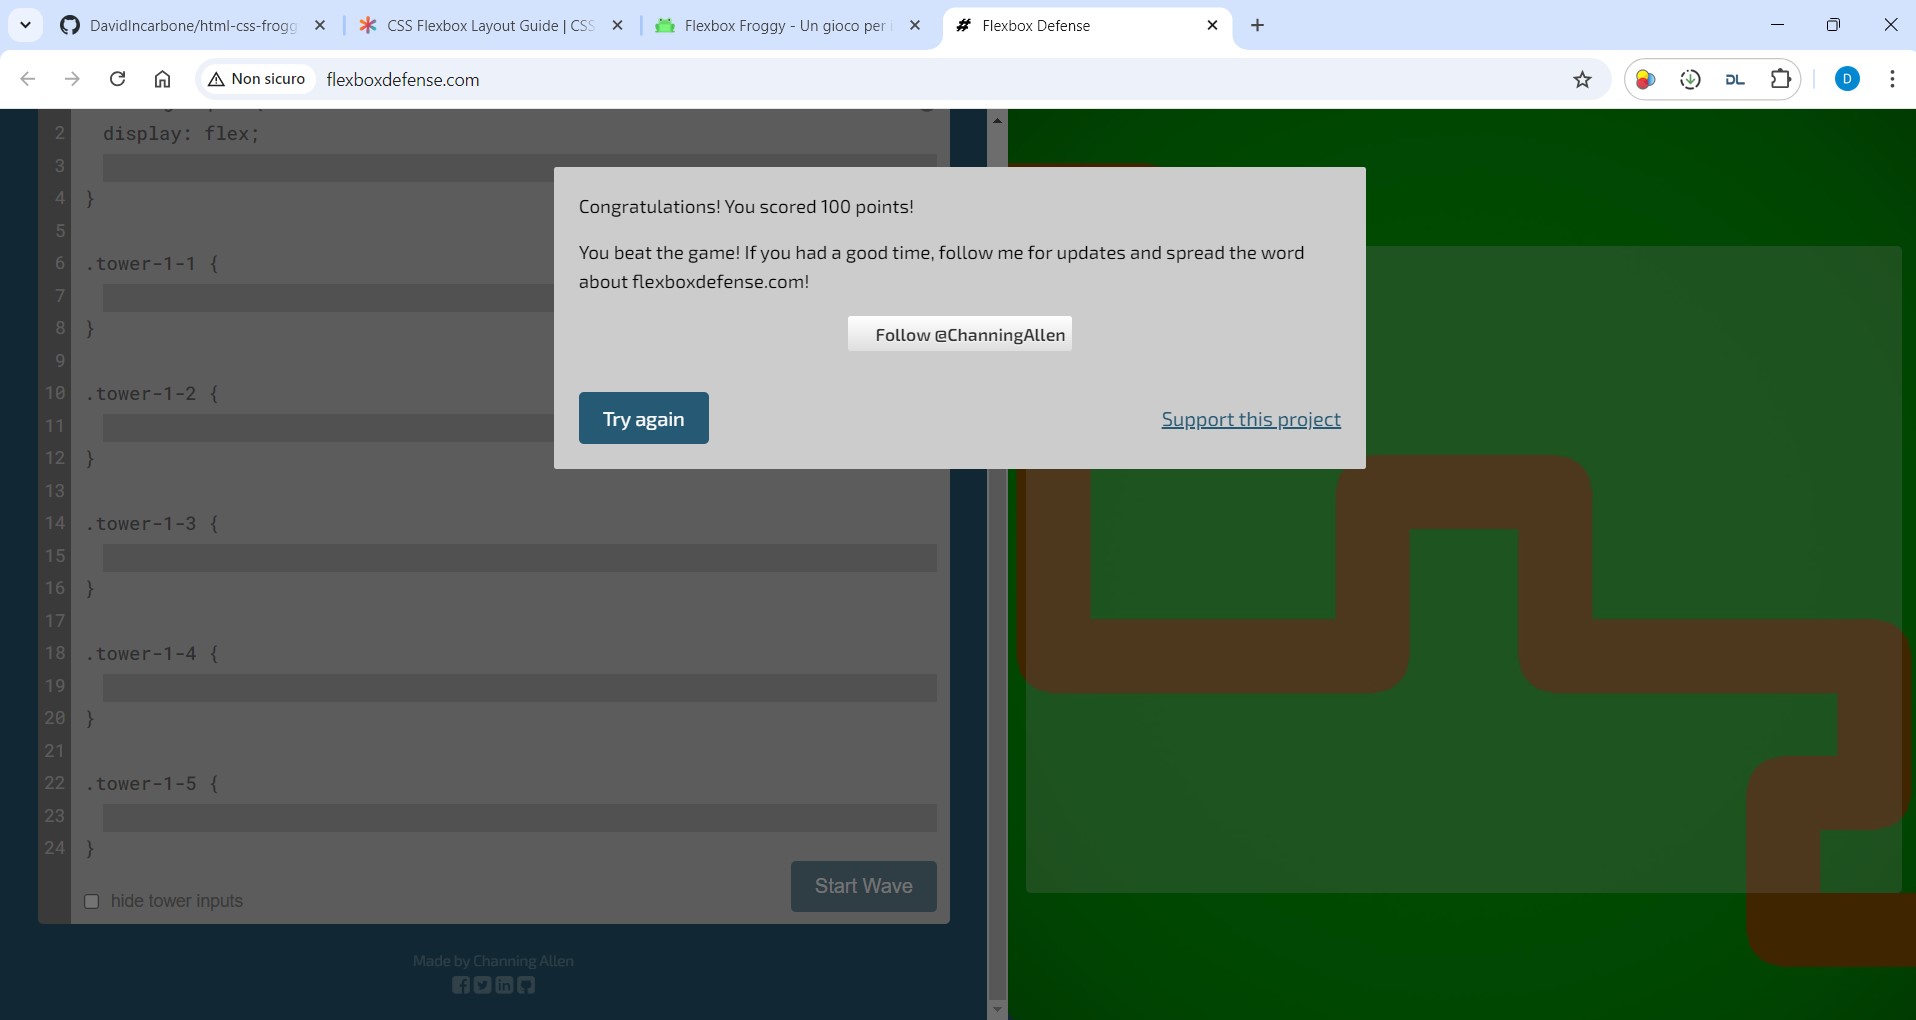 DavidIncarbone/html-css-frogg
CSS Flexbox Layout Guide | CSS
Flexbox Froggy - Un gioco per i
Flexbox Defense
Non sicuro
flexboxdefense.com
DL
D
2 display: flex;
3
4 }
5
6 .tower-1-1 {
7
8 }
9
10 .tower-1-2 {
11
12 }
13
14 .tower-1-3 {
15
16 }
17
18 .tower-1-4 {
19
20 }
21
22 .tower-1-5 {
23
24 }
hide tower inputs
Start Wave
Made by Channing Allen
Congratulations! You scored 100 points!
You beat the game! If you had a good time, follow me for updates and spread the word
about flexboxdefense.com!
Follow @ChanningAllen
Try again
Support this project